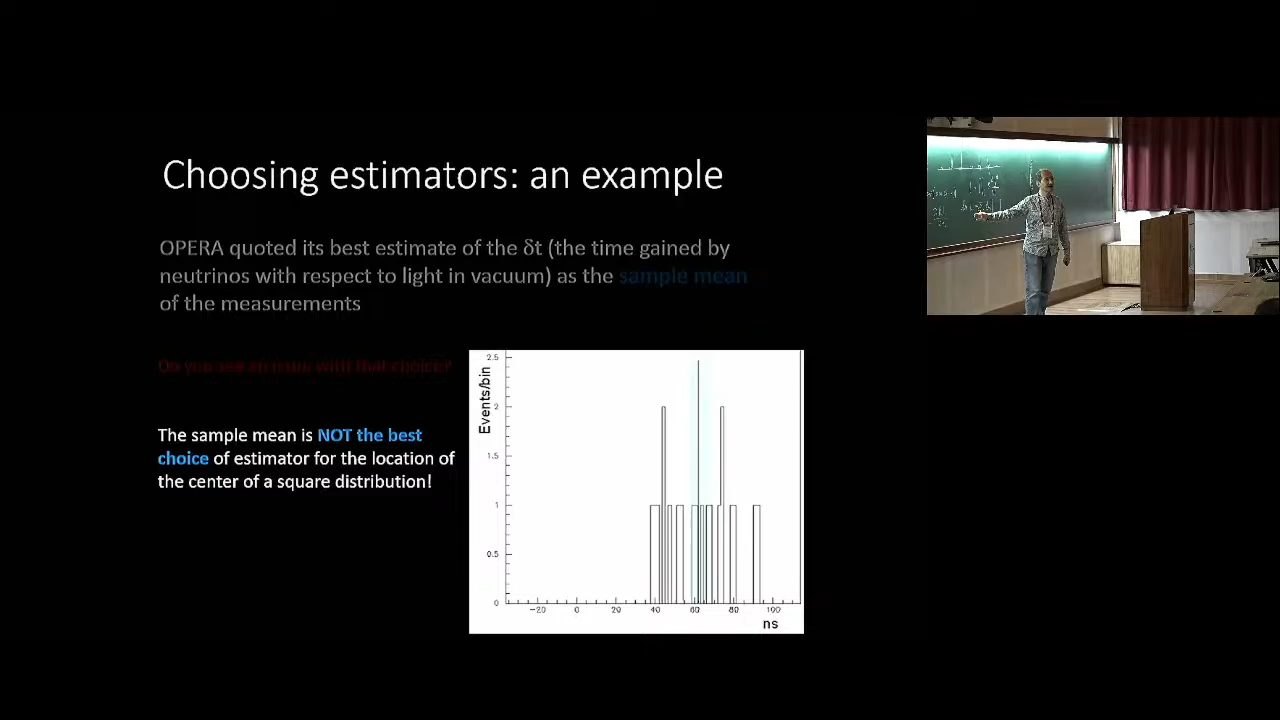 Choosing estimators: an example
OPERA quoted its best estimate of the δt (the time gained by
neutrinos with respect to light in vacuum) as the sample mean
of the measurements
Do you see an issue with that choice?
The sample mean is NOT the best
choice of estimator for the location of
the center of a square distribution!
Events/bin
2.5
2
1.5
1
0.5
0
−20 0 20 40 60 80 100
ns